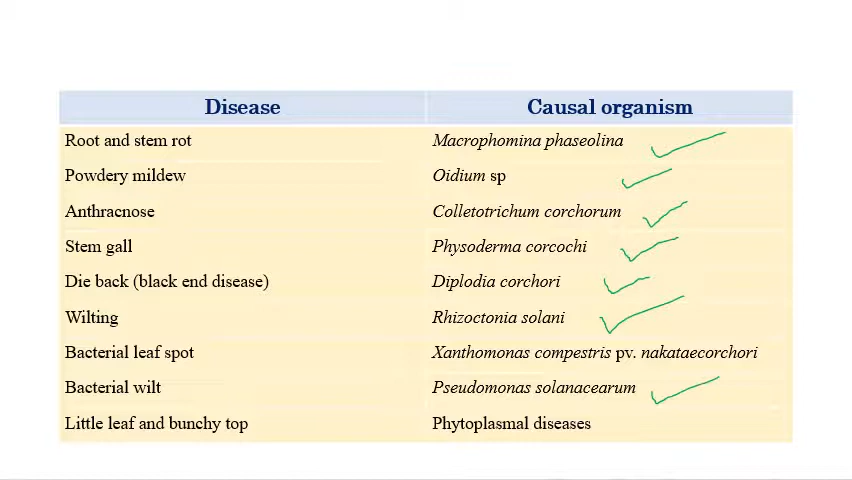 Disease Causal organism
Root and stem rot Macrophomina phaseolina
Powdery mildew Oidium sp
Anthracnose Colletotrichum corchorum
Stem gall Physoderma corcochi
Die back (black end disease) Diplodia corchori
Wilting Rhizoctonia solani
Bacterial leaf spot Xanthomonas compestris pv. nakataecorchori
Bacterial wilt Pseudomonas solanacearum
Little leaf and bunchy top Phytoplasmal diseases